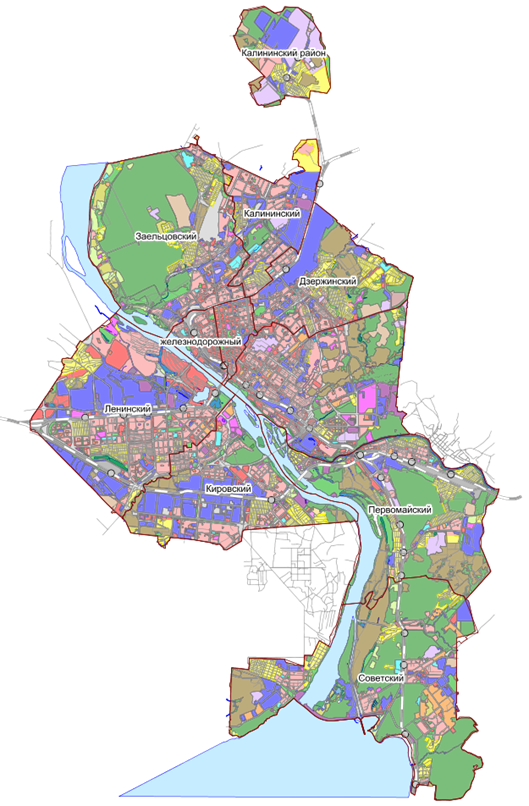 Калининский район
Калининский
Заельцовский
Дзержинский
железнодорожный
Ленинский
Кировский
Первомайский
Советский